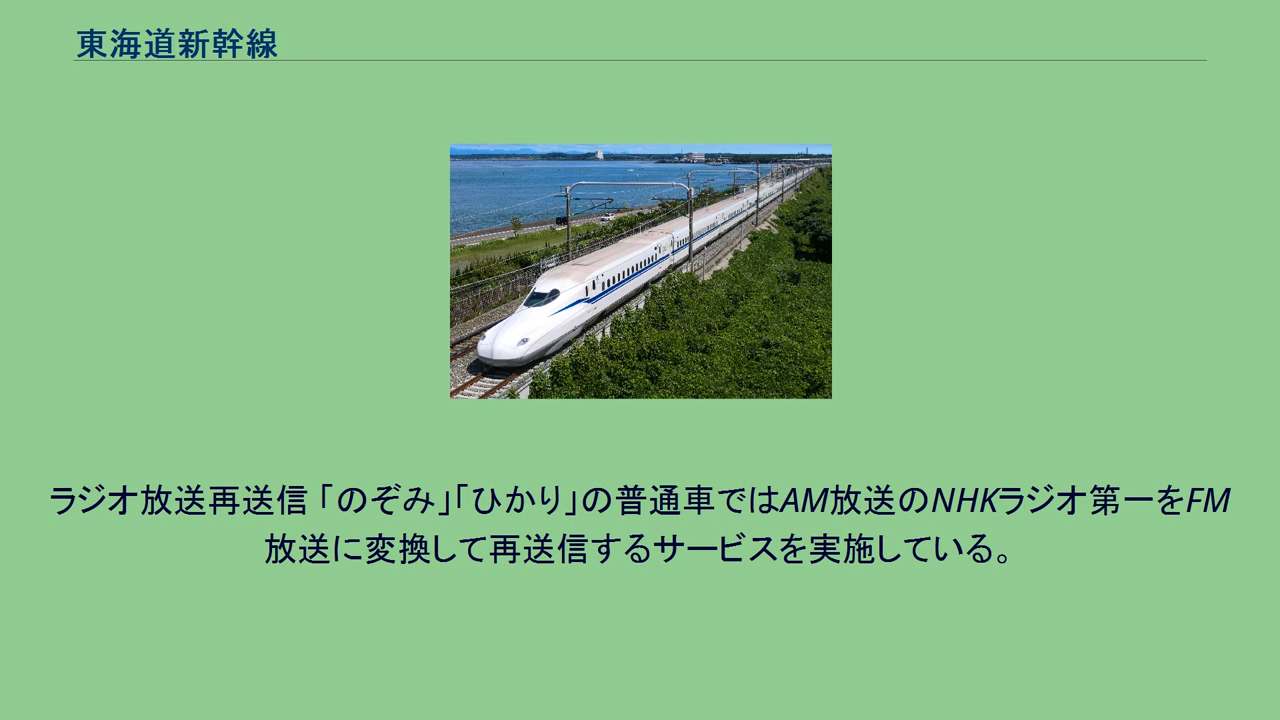 東海道新幹線
ラジオ放送再送信 「のぞみ」「ひかり」の普通車ではAM放送のNHKラジオ第一をFM
放送に変換して再送信するサービスを実施している。